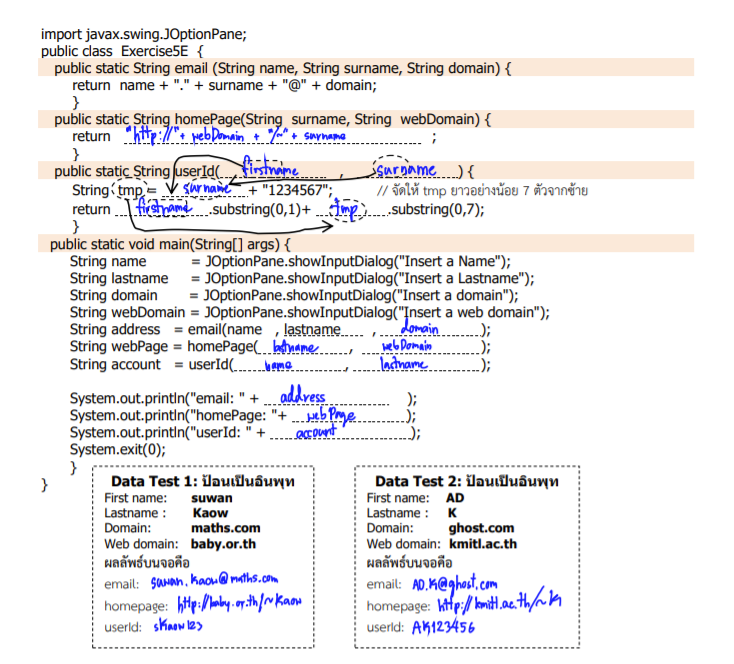 import javax.swing.JOptionPane;
public class Exercise5E {
public static String email (String name, String surname, String domain) {
return name + "." + surname + "@" + domain;
}
public static String homePage(String surname, String webDomain) {
return "http://"+ webDomain + "/~"+ surname ;
}
public static String userId( firstname , surname ) {
String tmp = surname + "1234567"; // จัดให้ tmp ยาวอย่างน้อย 7 ตัวจากซ้าย
return firstname .substring(0,1)+ tmp .substring(0,7);
}
public static void main(String[] args) {
String name = JOptionPane.showInputDialog("Insert a Name");
String lastname = JOptionPane.showInputDialog("Insert a Lastname");
String domain = JOptionPane.showInputDialog("Insert a domain");
String webDomain = JOptionPane.showInputDialog("Insert a web domain");
String address = email(name , lastname , domain );
String webPage = homePage( lastname , webDomain );
String account = userId( name , lastname );
System.out.println("email: " + address );
System.out.println("homePage: "+ webPage );
System.out.println("userId: " + account );
System.exit(0);
}
}
Data Test 1: ป้อนเป็นอินพุท
First name: suwan
Lastname : Kaow
Domain: maths.com
Web domain: baby.or.th
ผลลัพธ์บนจอคือ
email: suwan.Kaow@maths.com
homepage: http://baby.or.th/~Kaow
userId: sKaow123
Data Test 2: ป้อนเป็นอินพุท
First name: AD
Lastname : K
Domain: ghost.com
Web domain: kmitl.ac.th
ผลลัพธ์บนจอคือ
email: AD.K@ghost.com
homepage: http://kmitl.ac.th/~K
userId: AK123456